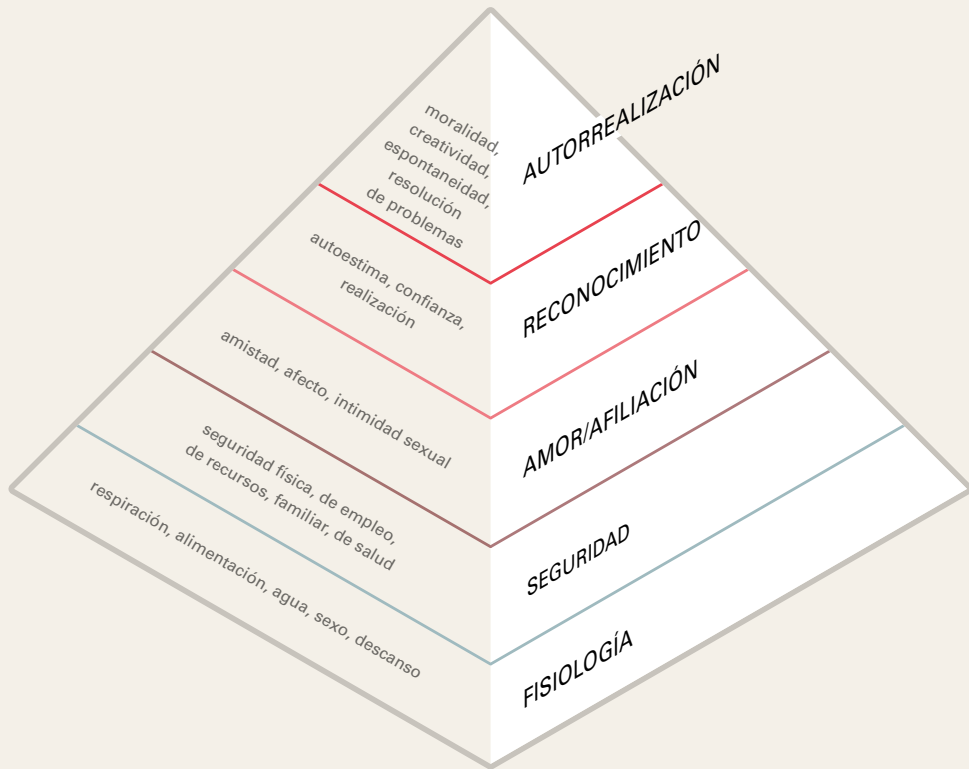 moralidad,
creatividad,
espontaneidad,
resolución
de problemas
AUTORREALIZACIÓN
autoestima, confianza,
realización
RECONOCIMIENTO
amistad, afecto, intimidad sexual
AMOR/AFILIACIÓN
seguridad física, de empleo,
de recursos, familiar, de salud
SEGURIDAD
respiración, alimentación, agua, sexo, descanso
FISIOLOGÍA